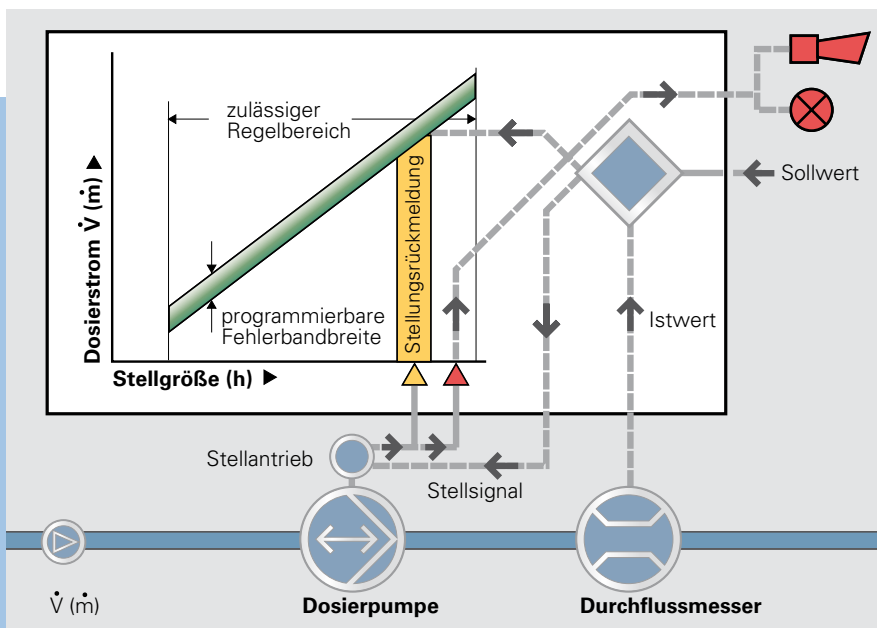 zulässiger
Regelbereich
Sollwert
Dosierstrom V̇ (ṁ) ▶
Stellungsrückmeldung
programmierbare
Fehlerbandbreite
Istwert
Stellgröße (h) ▶
Stellantrieb
Stellsignal
V̇ (ṁ)
Dosierpumpe
Durchflussmesser